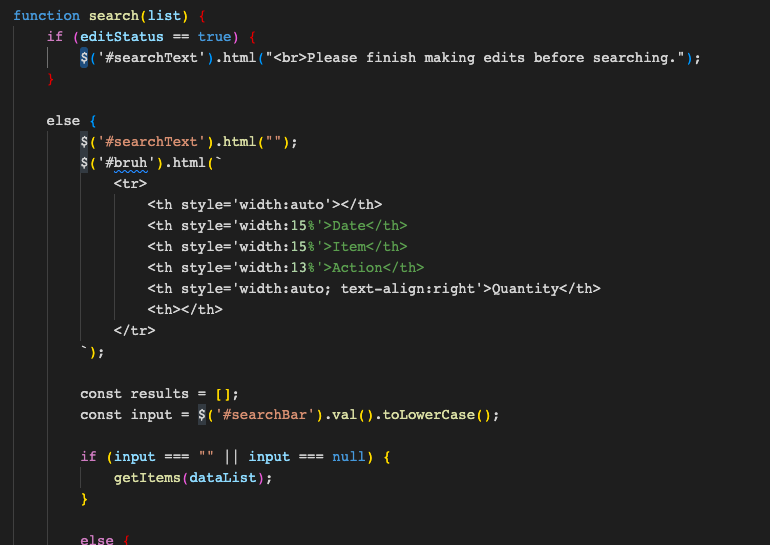 function search(list) {
if (editStatus == true) {
$('#searchText').html("<br>Please finish making edits before searching.");
}
else {
$('#searchText').html("");
$('#bruh').html(`
<tr>
<th style='width:auto'></th>
<th style='width:15%'>Date</th>
<th style='width:15%'>Item</th>
<th style='width:13%'>Action</th>
<th style='width:auto; text-align:right'>Quantity</th>
<th></th>
</tr>
`);
const results = [];
const input = $('#searchBar').val().toLowerCase();
if (input === "" || input === null) {
getItems(dataList);
}
else {